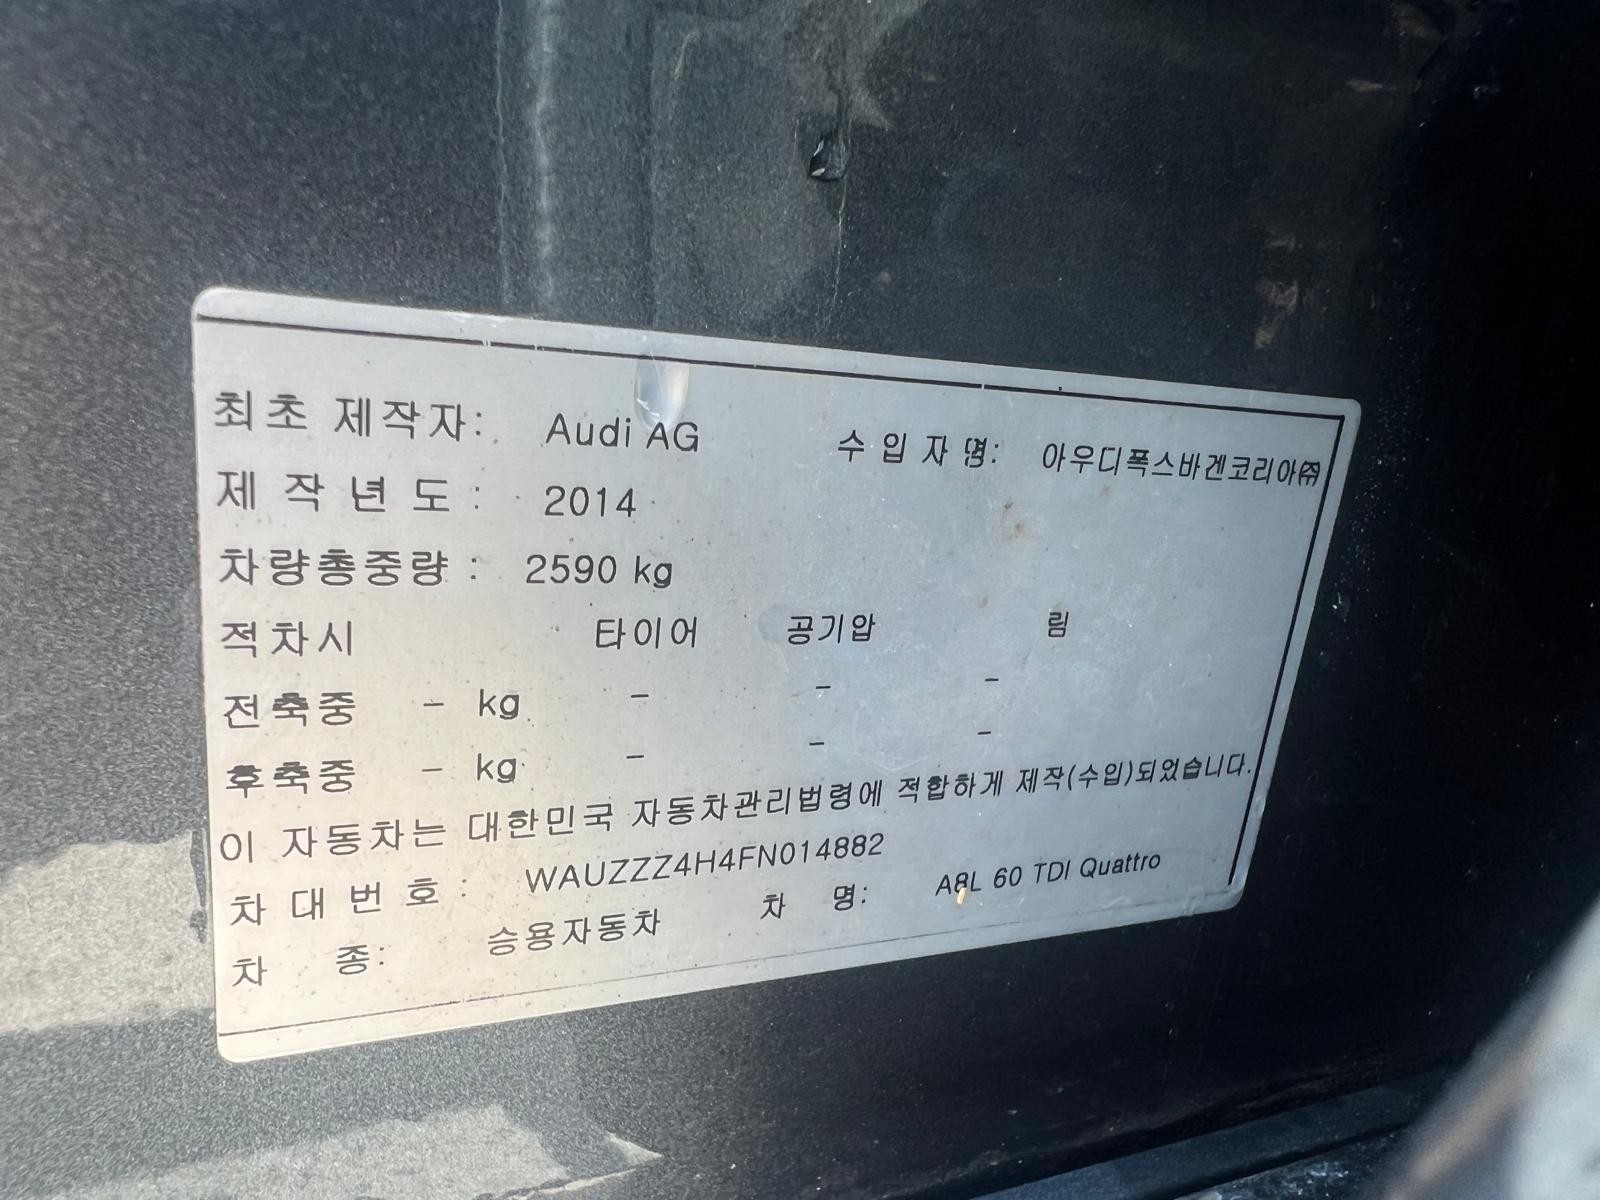 최초 제작자: Audi AG 수 입 자 명: 아우디폭스바겐코리아㈜
제 작 년 도 : 2014
차량총중량 : 2590 kg
적차시 타이어 공기압 림
전축중 - kg - - -
후축중 - kg - - -
이 자동차는 대한민국 자동차관리법령에 적합하게 제작(수입)되었습니다.
차 대 번 호 : WAUZZZ4H4FN014882
차 종: 승용자동차 차 명: A8L 60 TDI Quattro